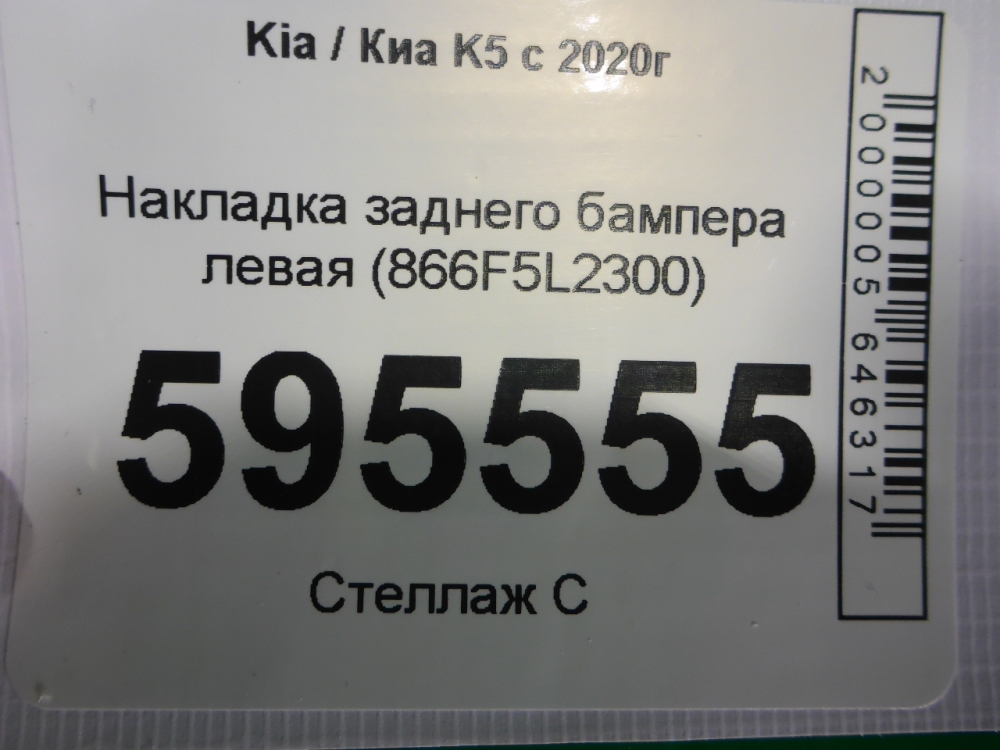 Kia / Киа K5 с 2020г
Накладка заднего бампера
левая (866F5L2300)
595555
Стеллаж С
2000005646317